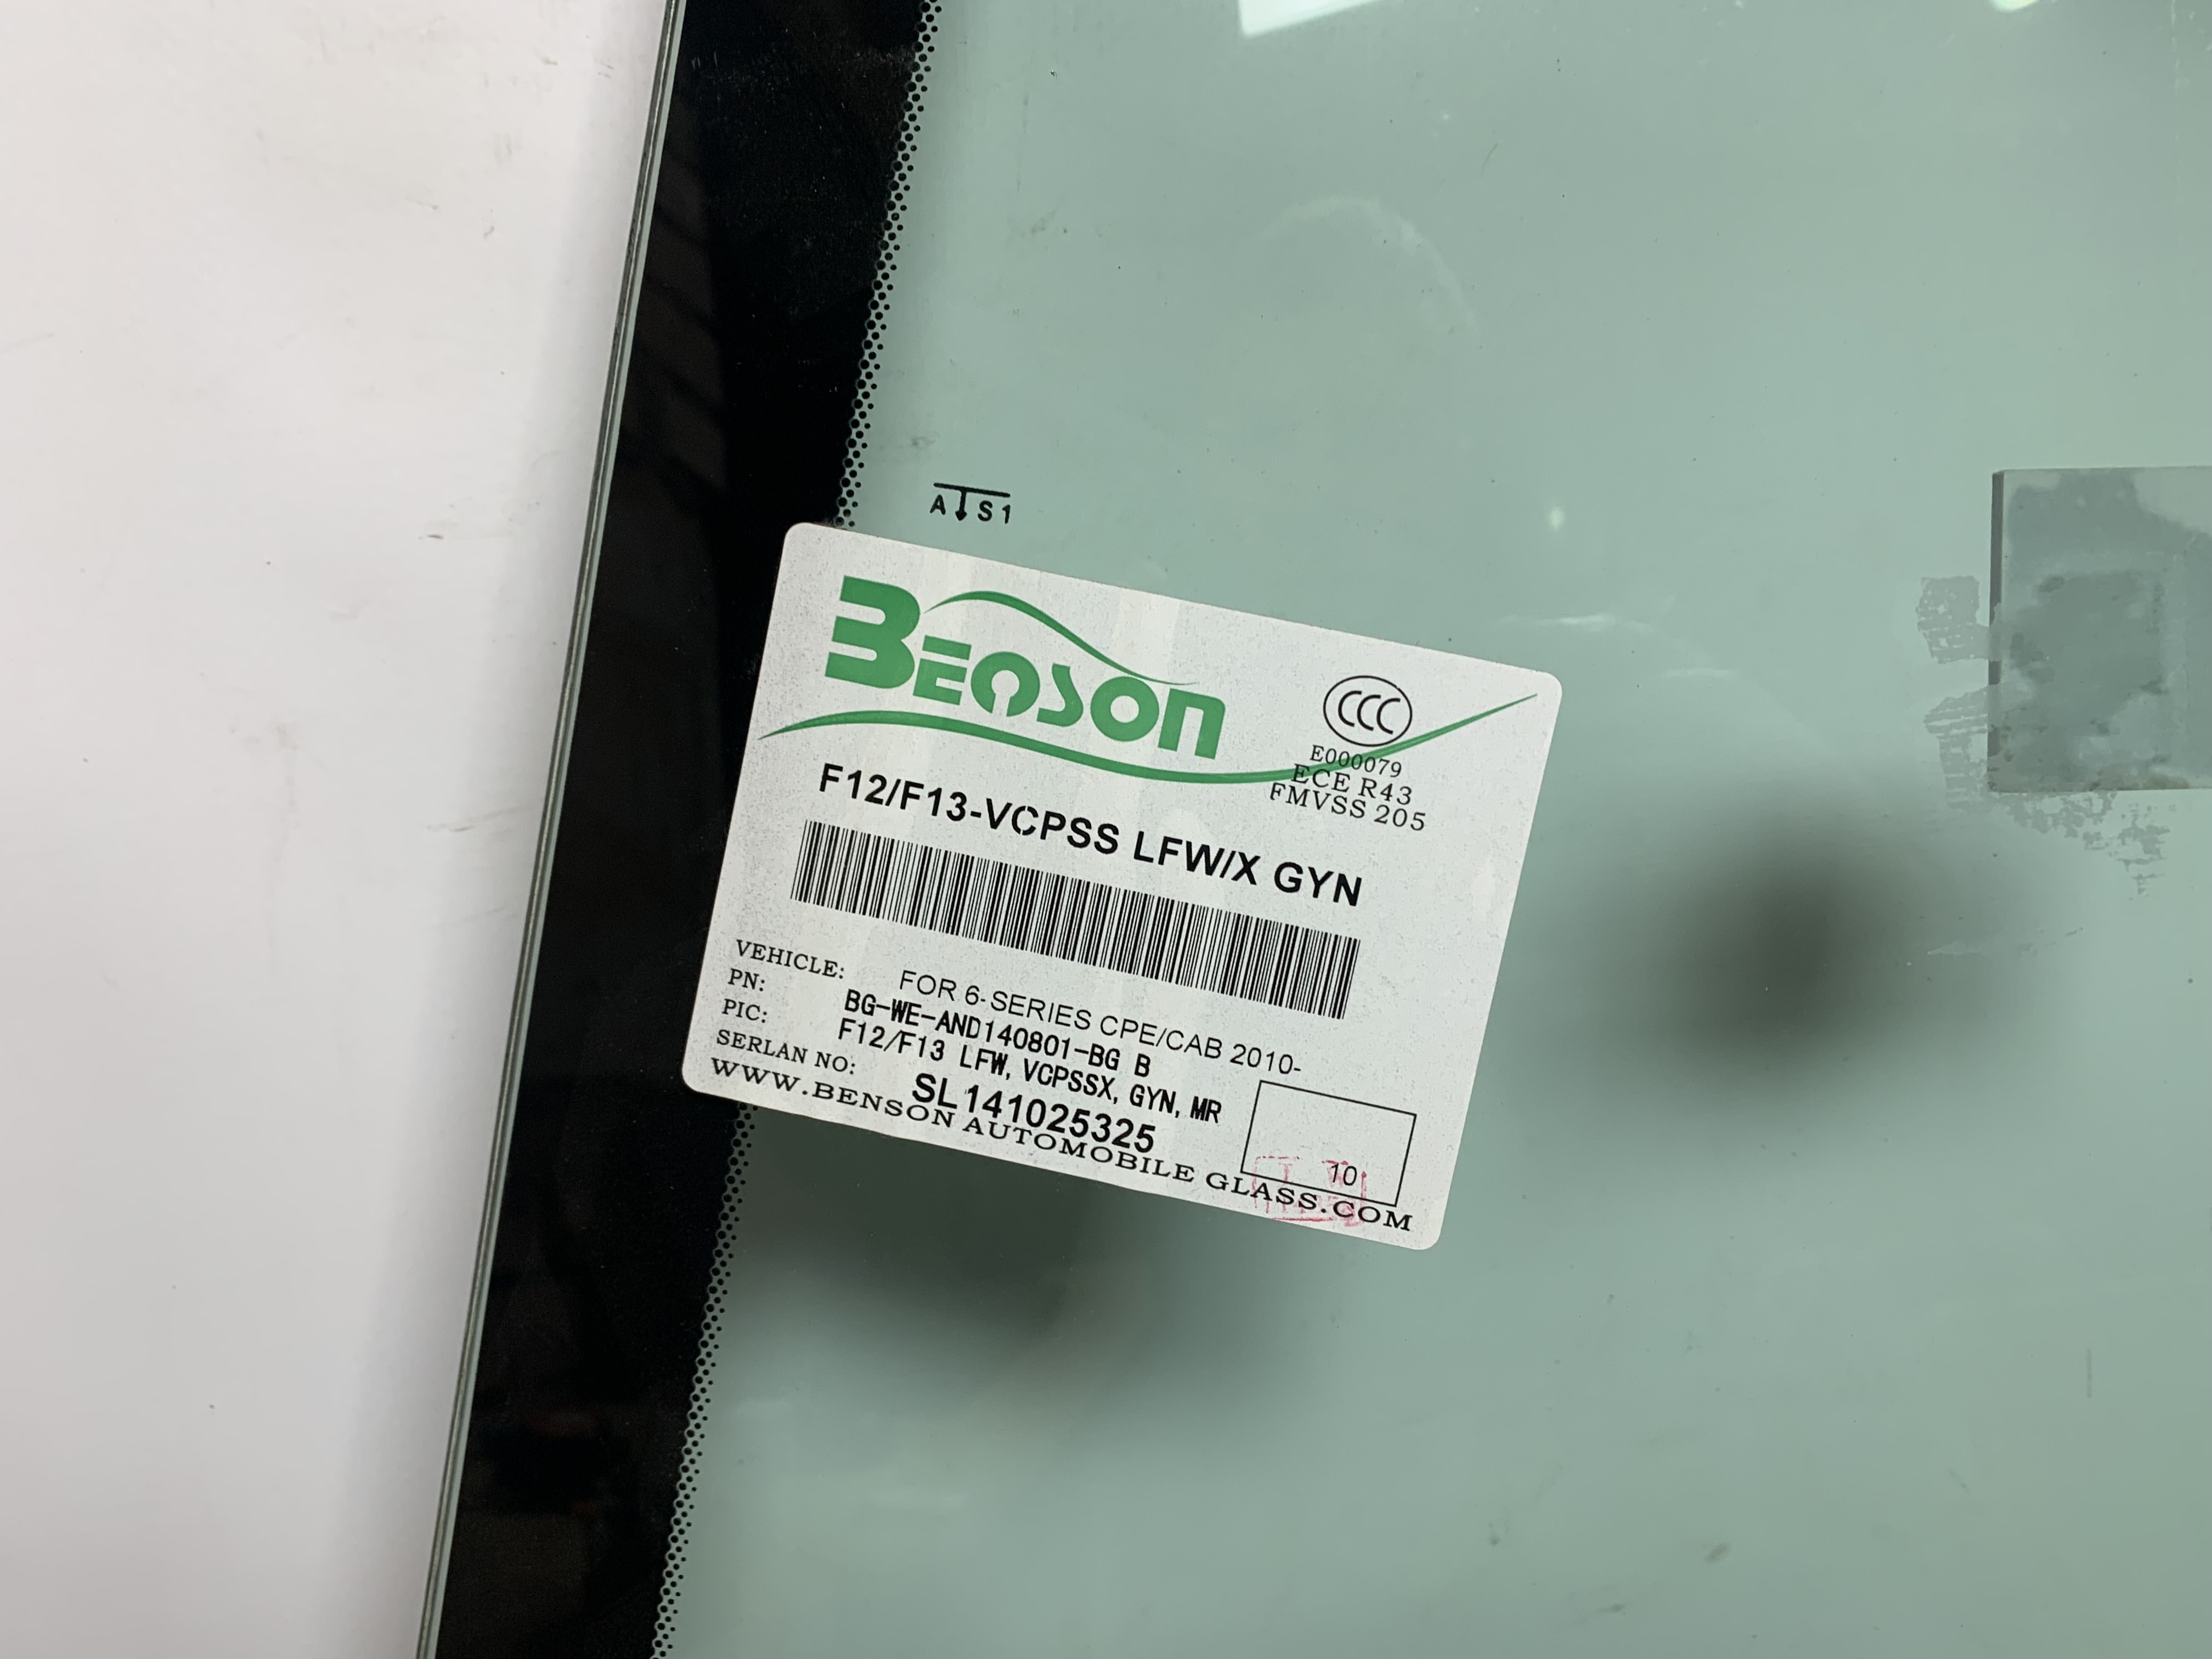 A S1
BENSON
CCC
E000079
ECE R43
FMVSS 205
F12/F13-VCPSS LFW/X GYN
VEHICLE: FOR 6-SERIES CPE/CAB 2010-
PN: BG-WE-AND140801-BG B
PIC: F12/F13 LFW, VCPSSX, GYN, MR
SERLAN NO: SL141025325
10
WWW.BENSON AUTOMOBILE GLASS.COM